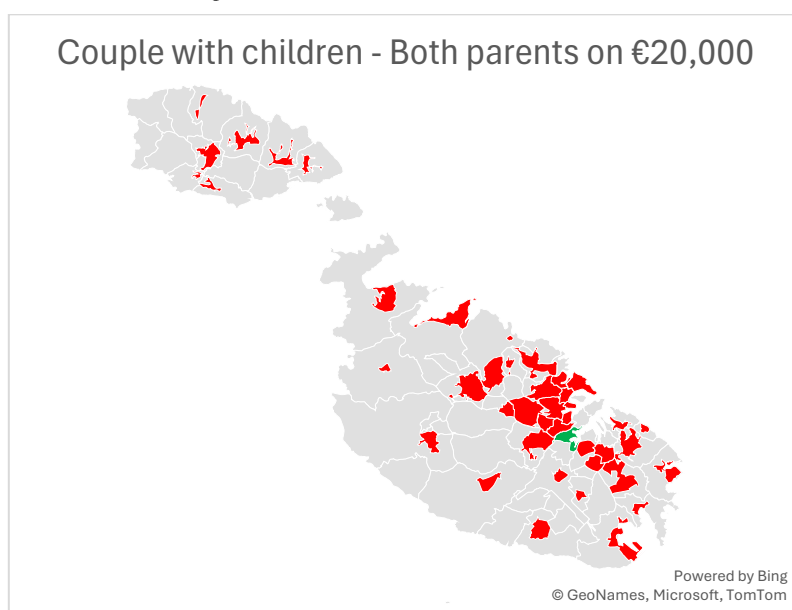 Couple with children - Both parents on €20,000
Powered by Bing
© GeoNames, Microsoft, TomTom